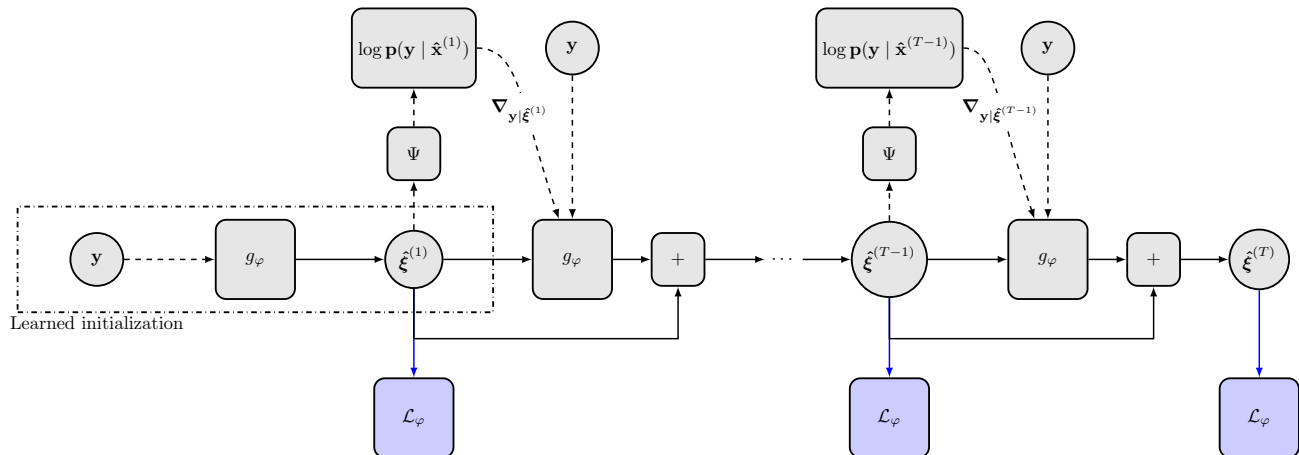 log p(y | x̂^(1))
y
log p(y | x̂^(T−1))
y
∇_{y|ξ̂^(1)}
∇_{y|ξ̂^(T−1)}
Ψ
Ψ
y
g_φ
ξ̂^(1)
g_φ
+
···
ξ̂^(T−1)
g_φ
+
ξ̂^(T)
Learned initialization
ℒ_φ
ℒ_φ
ℒ_φ